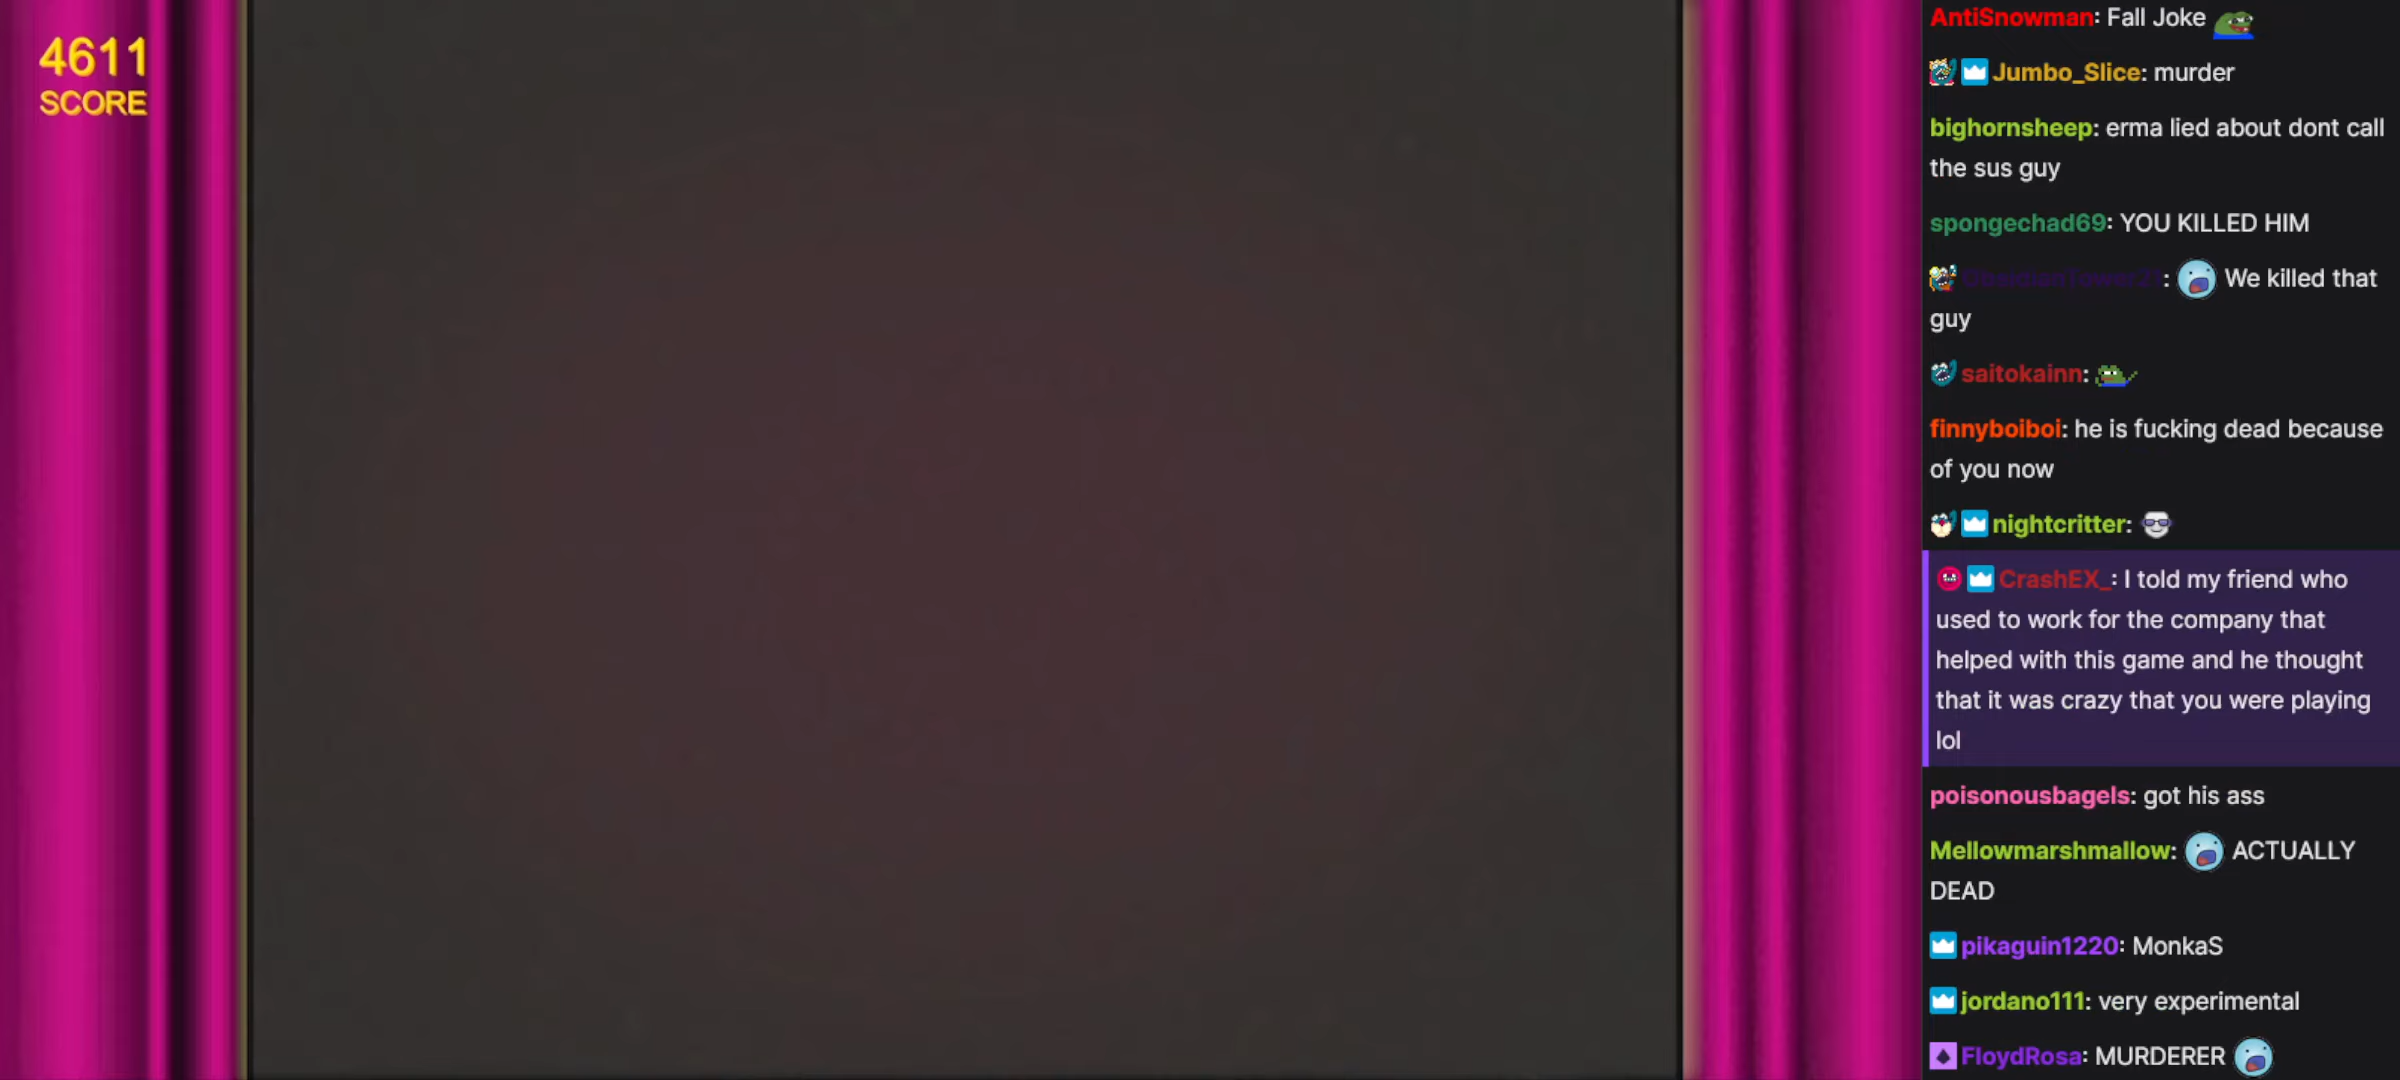 4611
SCORE
AntiSnowman: Fall Joke
Jumbo_Slice: murder
bighornsheep: erma lied about dont call
the sus guy
spongechad69: YOU KILLED HIM
: We killed that
guy
saitokainn:
finnyboiboi: he is fucking dead because
of you now
nightcritter:
CrashEX_: I told my friend who
used to work for the company that
helped with this game and he thought
that it was crazy that you were playing
lol
poisonousbagels: got his ass
Mellowmarshmallow: ACTUALLY
DEAD
pikaguin1220: MonkaS
jordano111: very experimental
FloydRosa: MURDERER